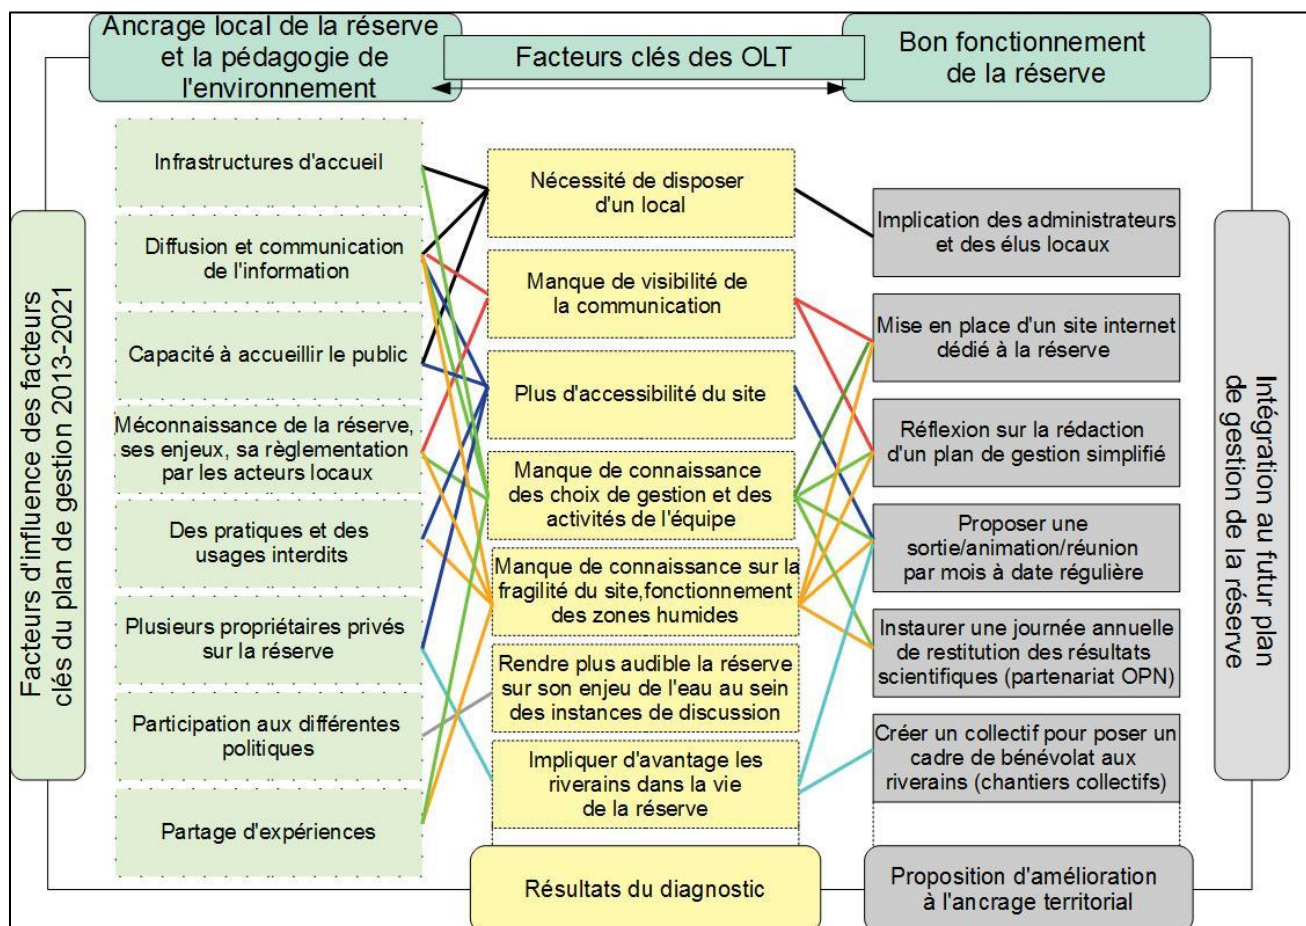 Ancrage local de la réserve
et la pédagogie de
l'environnement
Facteurs clés des OLT
Bon fonctionnement
de la réserve
Facteurs d'influence des facteurs
clés du plan de gestion 2013-2021
Infrastructures d'accueil
Diffusion et communication
de l'information
Capacité à accueillir le public
Méconnaissance de la réserve,
ses enjeux, sa règlementation
par les acteurs locaux
Des pratiques et des
usages interdits
Plusieurs propriétaires privés
sur la réserve
Participation aux différentes
politiques
Partage d'expériences
Nécessité de disposer
d'un local
Manque de visibilité de
la communication
Plus d'accessibilité du site
Manque de connaissance
des choix de gestion et des
activités de l'équipe
Manque de connaissance sur la
fragilité du site,fonctionnement
des zones humides
Rendre plus audible la réserve
sur son enjeu de l'eau au sein
des instances de discussion
Impliquer d'avantage les
riverains dans la vie
de la réserve
Résultats du diagnostic
Implication des administrateurs
et des élus locaux
Mise en place d'un site internet
dédié à la réserve
Réflexion sur la rédaction
d'un plan de gestion simplifié
Proposer une
sortie/animation/réunion
par mois à date régulière
Instaurer une journée annuelle
de restitution des résultats
scientifiques (partenariat OPN)
Créer un collectif pour poser un
cadre de bénévolat aux
riverains (chantiers collectifs)
Proposition d'amélioration
à l'ancrage territorial
Intégration au futur plan
de gestion de la réserve